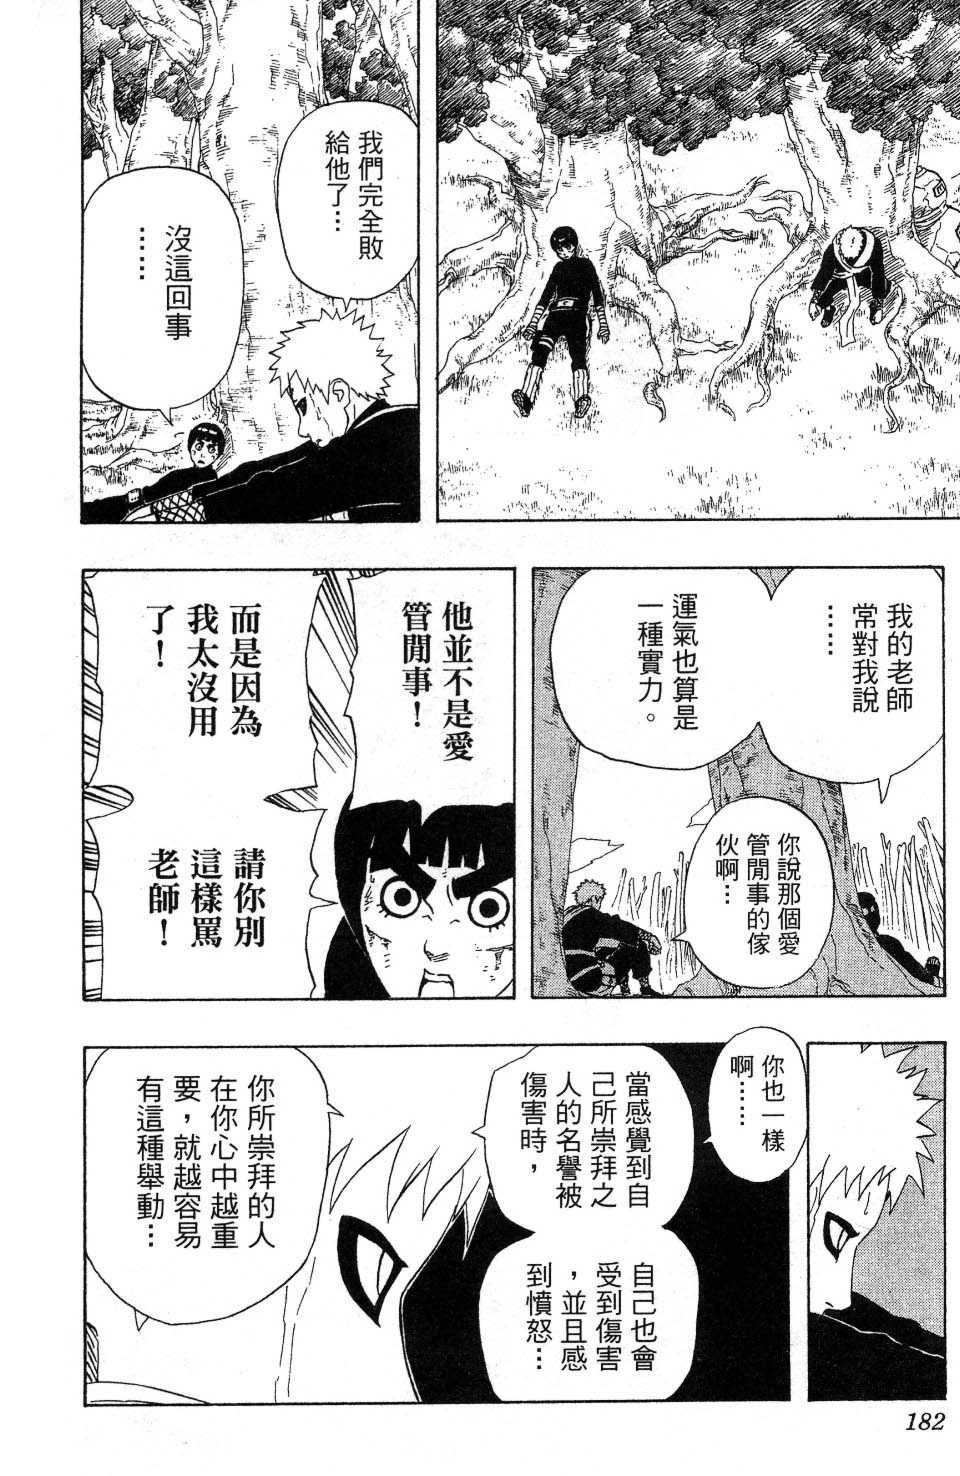 我們完全敗
給他了…
沒這回事
……
我的老師
常對我說
……
運氣也算是
一種實力。
你說那個愛
管閒事的傢
伙啊…
他並不是愛
管閒事！
而是因為
我太沒用
了！
請你別
這樣罵
老師！
你也一樣
啊……
當感覺到自
己所崇拜之
人的名譽被
傷害時，
自己也會
受到傷害
，並且感
到憤怒…
你所崇拜的人
在你心中越重
要，就越容易
有這種舉動…
182